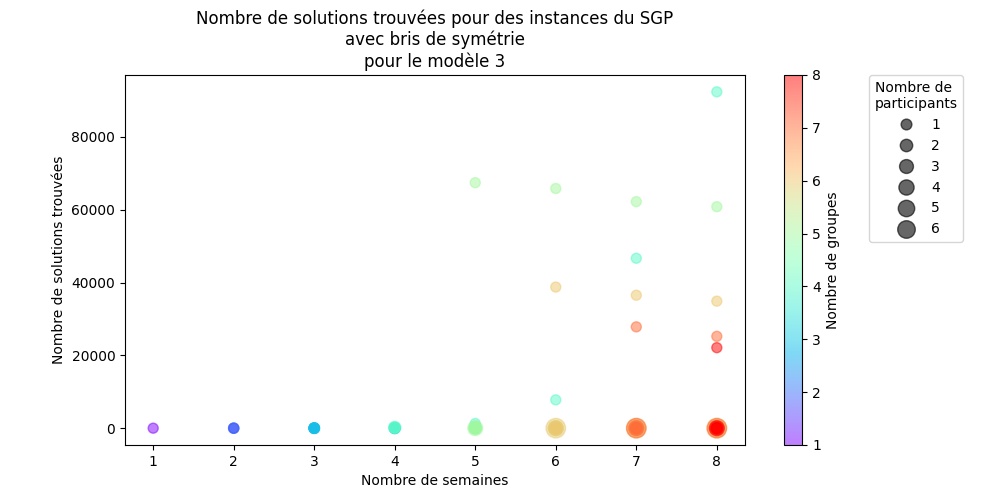 Nombre de solutions trouvées pour des instances du SGP
avec bris de symétrie
pour le modèle 3
Nombre de solutions trouvées
80000
60000
40000
20000
0
1 2 3 4 5 6 7 8
Nombre de semaines
8
7
6
5
4
3
2
1
Nombre de groupes
Nombre de
participants
1
2
3
4
5
6